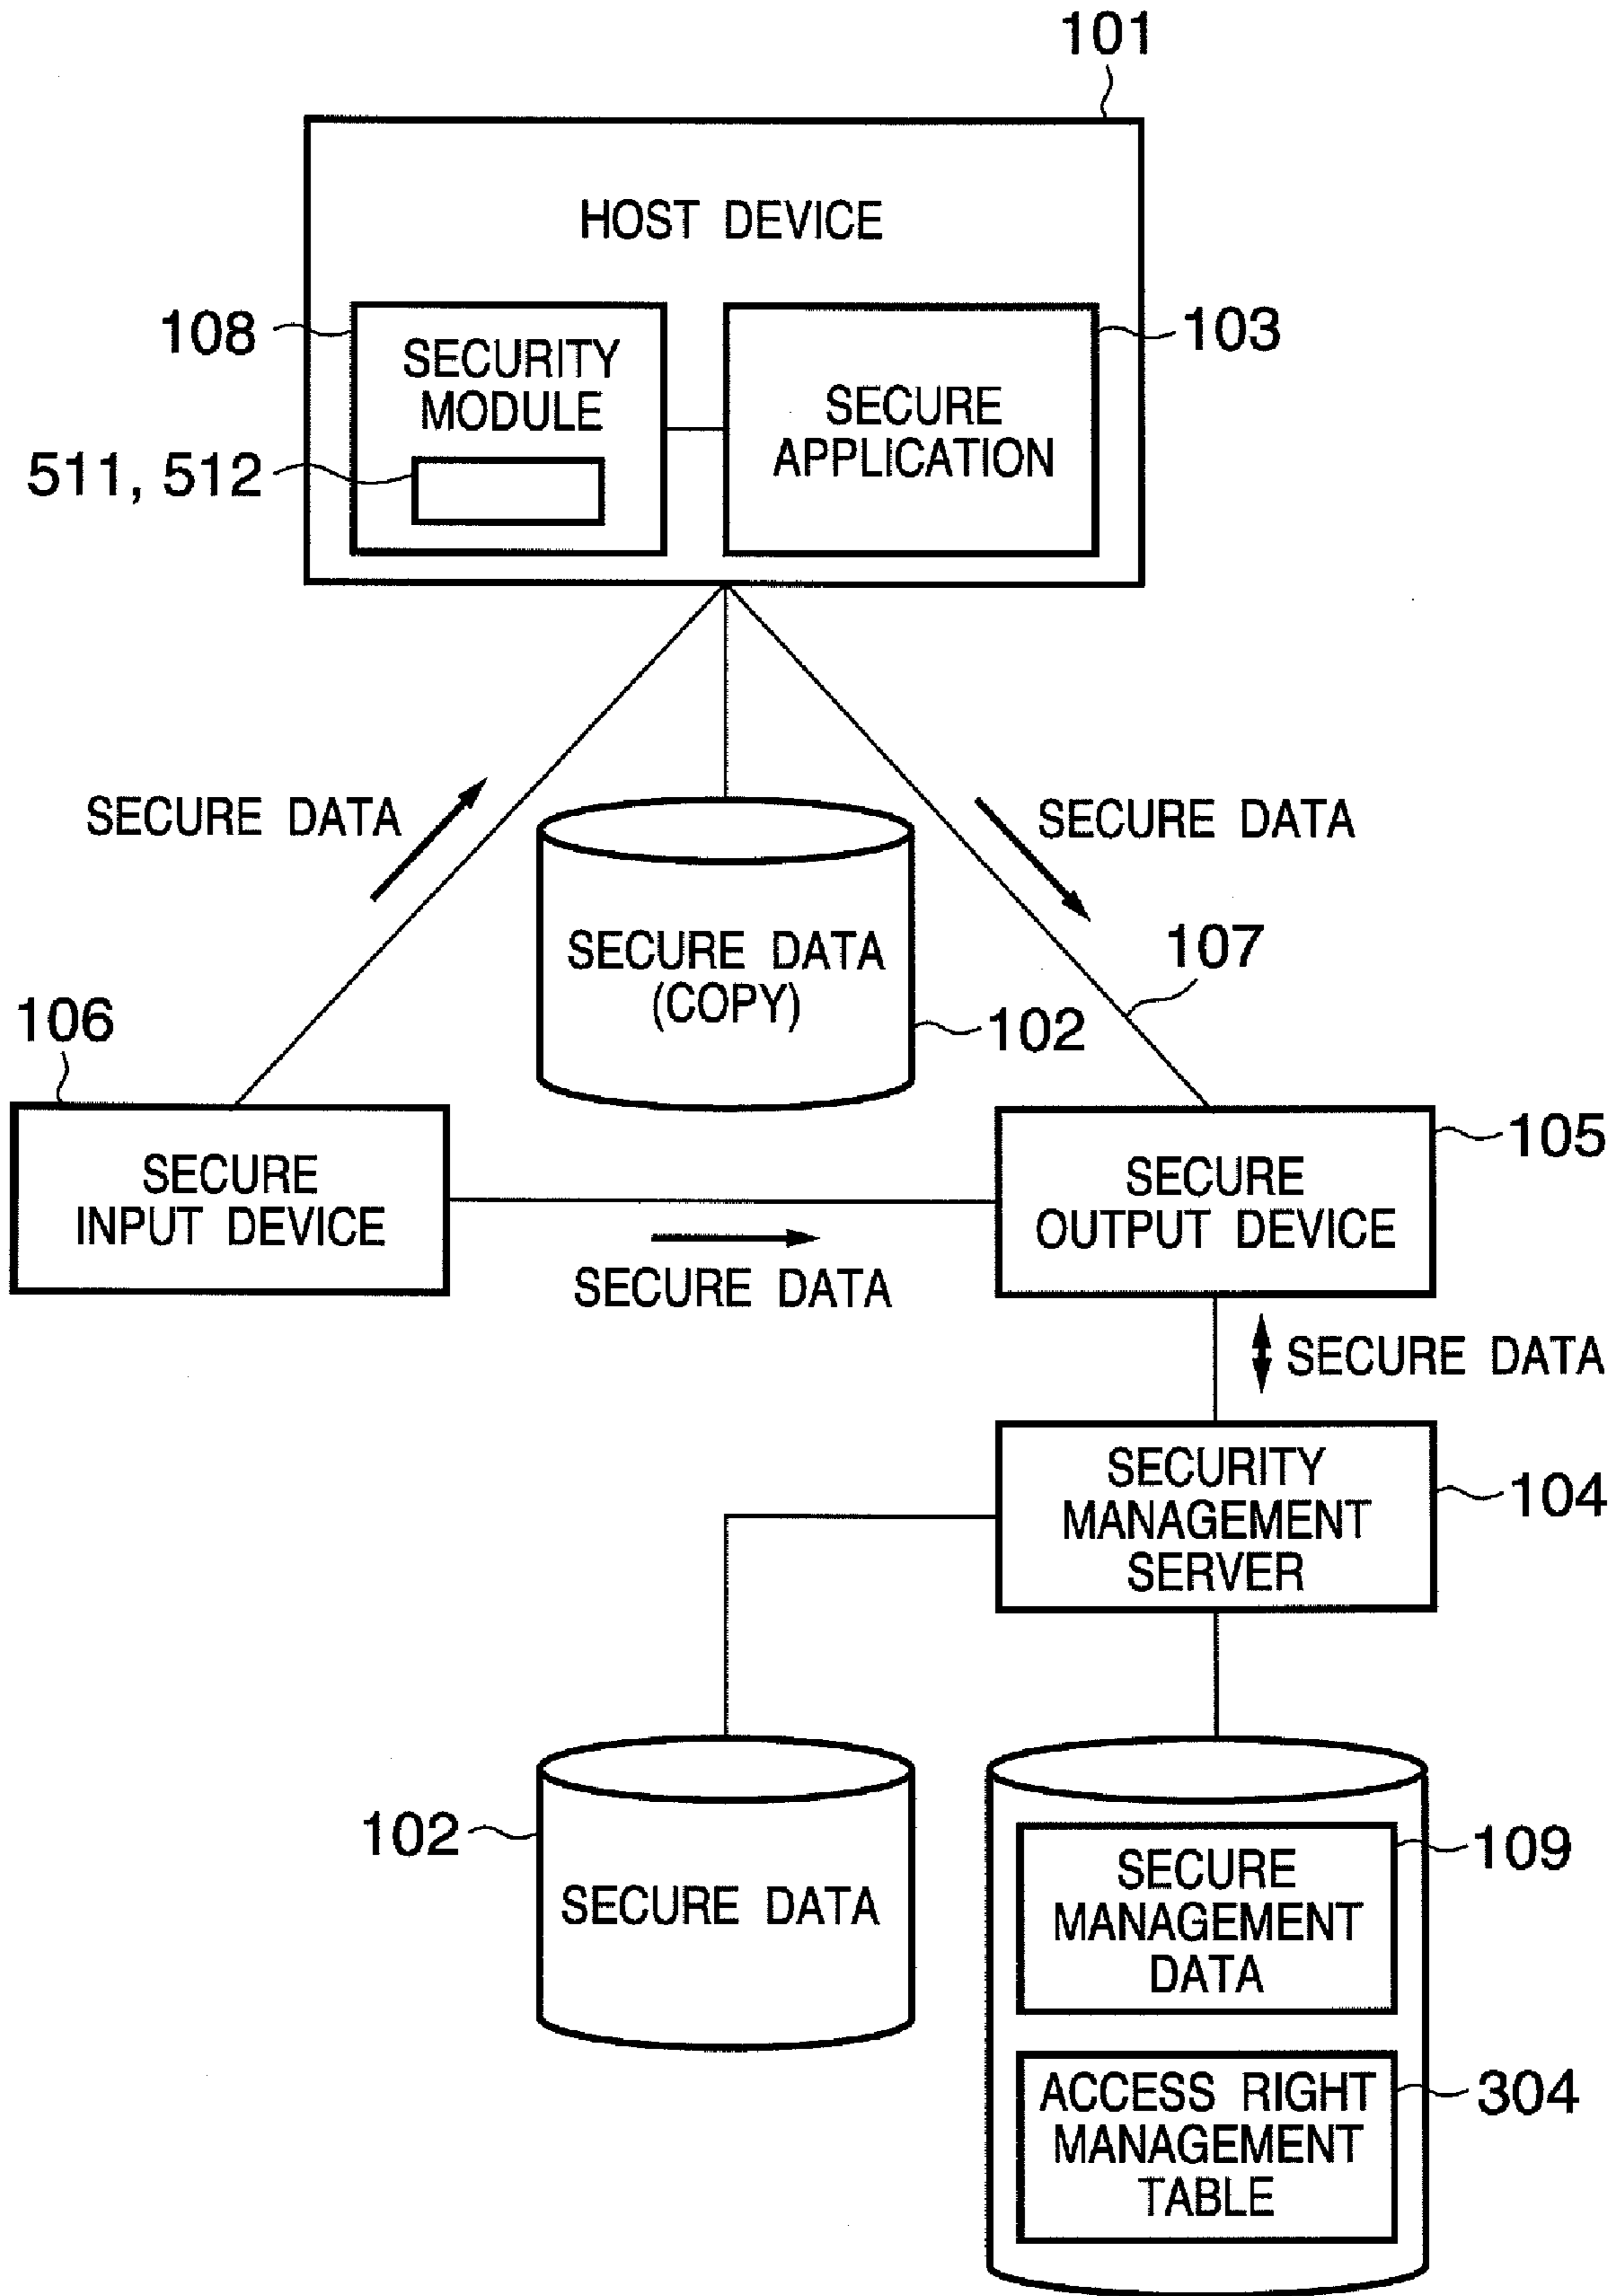 101
HOST DEVICE
108
SECURITY
MODULE
103
SECURE
APPLICATION
511, 512
SECURE DATA
SECURE DATA
SECURE DATA
(COPY)
107
102
106
SECURE
INPUT DEVICE
105
SECURE
OUTPUT DEVICE
SECURE DATA
SECURE DATA
SECURITY
MANAGEMENT
SERVER
104
102
SECURE DATA
109
SECURE
MANAGEMENT
DATA
ACCESS RIGHT
MANAGEMENT
TABLE
304